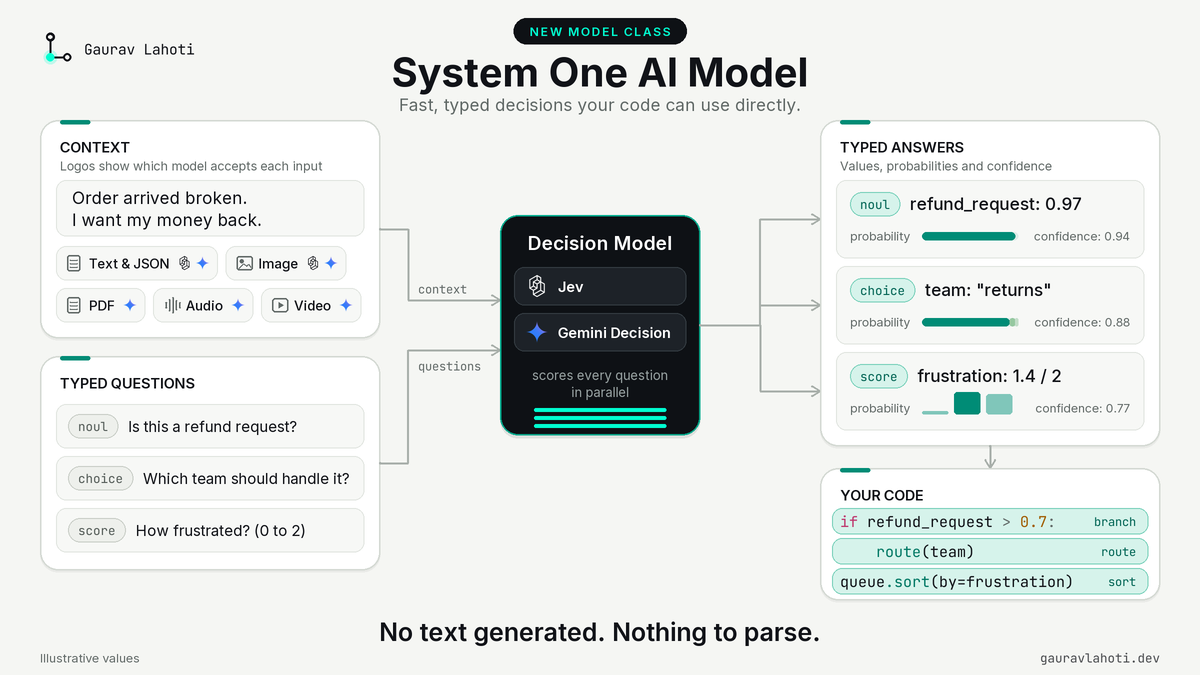 Gaurav Lahoti
NEW MODEL CLASS
System One AI Model
Fast, typed decisions your code can use directly.
CONTEXT
Logos show which model accepts each input
Order arrived broken.
I want my money back.
Text & JSON
Image
PDF
Audio
Video
TYPED QUESTIONS
noul Is this a refund request?
choice Which team should handle it?
score How frustrated? (0 to 2)
context
questions
Decision Model
Jev
Gemini Decision
scores every question
in parallel
TYPED ANSWERS
Values, probabilities and confidence
noul refund_request: 0.97
probability confidence: 0.94
choice team: "returns"
probability confidence: 0.88
score frustration: 1.4 / 2
probability confidence: 0.77
YOUR CODE
if refund_request > 0.7: branch
route(team) route
queue.sort(by=frustration) sort
No text generated. Nothing to parse.
Illustrative values
gauravlahoti.dev